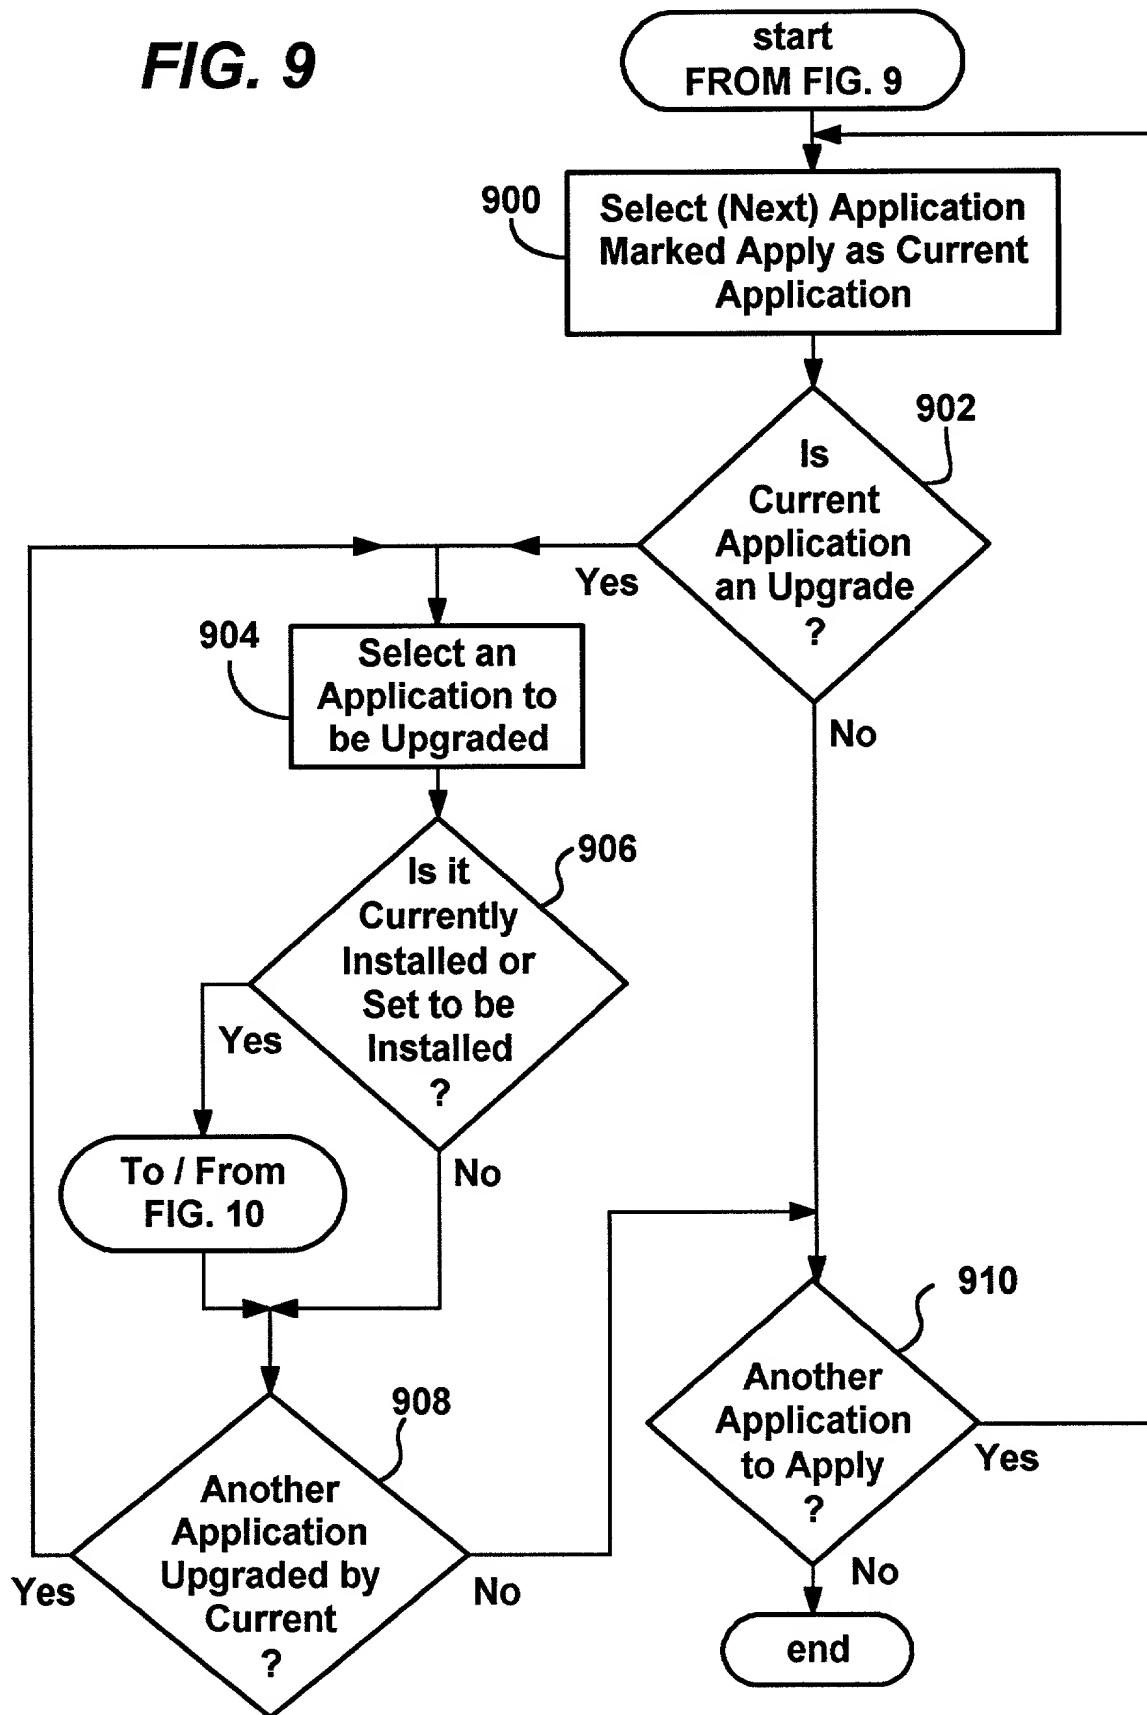 FIG. 9
start
FROM FIG. 9
900
Select (Next) Application
Marked Apply as Current
Application
902
Is
Current
Application
an Upgrade
?
Yes
No
904
Select an
Application to
be Upgraded
906
Is it
Currently
Installed or
Set to be
Installed
?
Yes
No
To / From
FIG. 10
908
Another
Application
Upgraded by
Current
?
Yes
No
910
Another
Application
to Apply
?
Yes
No
end